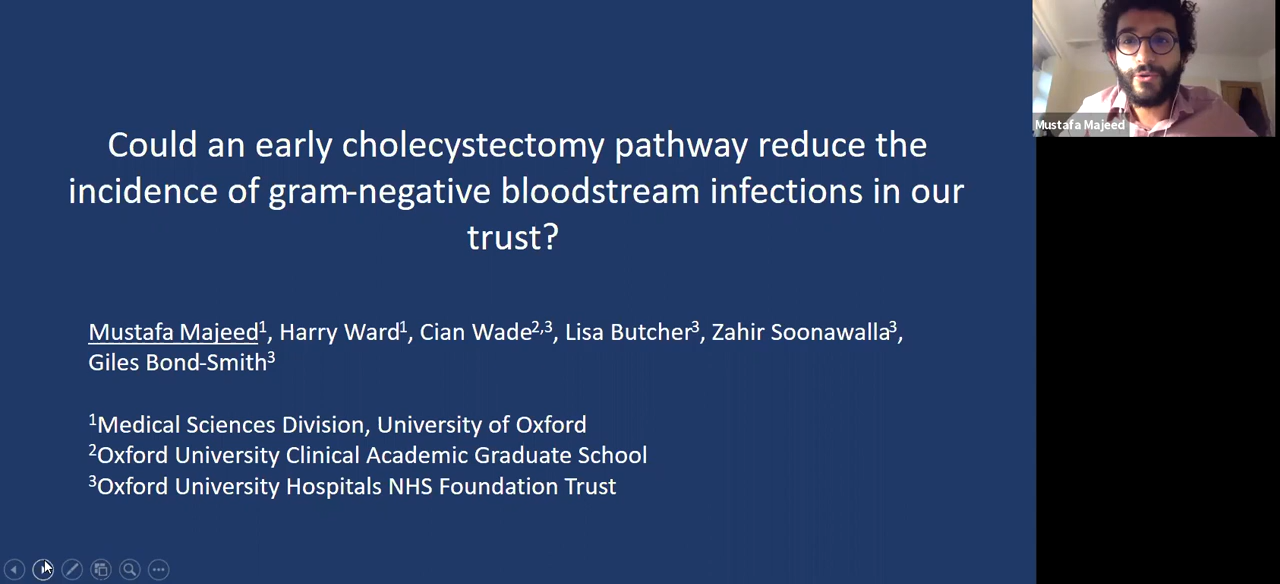 Could an early cholecystectomy pathway reduce the
incidence of gram-negative bloodstream infections in our
trust?
Mustafa Majeed¹, Harry Ward¹, Cian Wade²,³, Lisa Butcher³, Zahir Soonawalla³,
Giles Bond-Smith³
¹Medical Sciences Division, University of Oxford
²Oxford University Clinical Academic Graduate School
³Oxford University Hospitals NHS Foundation Trust
Mustafa Majeed